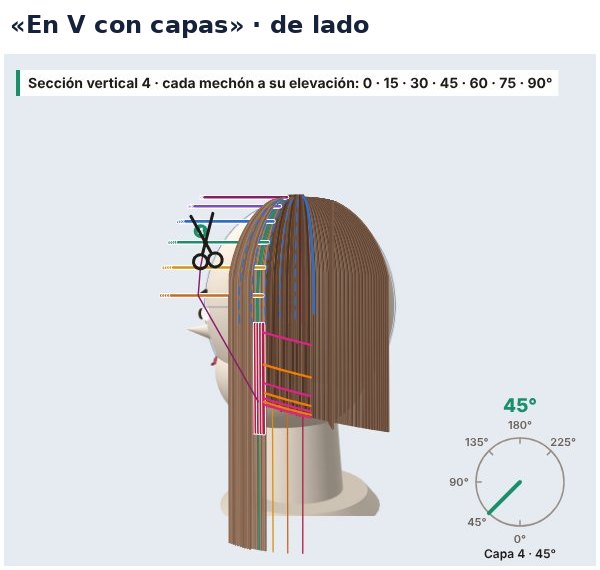 «En V con capas» · de lado
Sección vertical 4 · cada mechón a su elevación: 0 · 15 · 30 · 45 · 60 · 75 · 90°
45°
180°
135°
225°
90°
45°
0°
Capa 4 · 45°